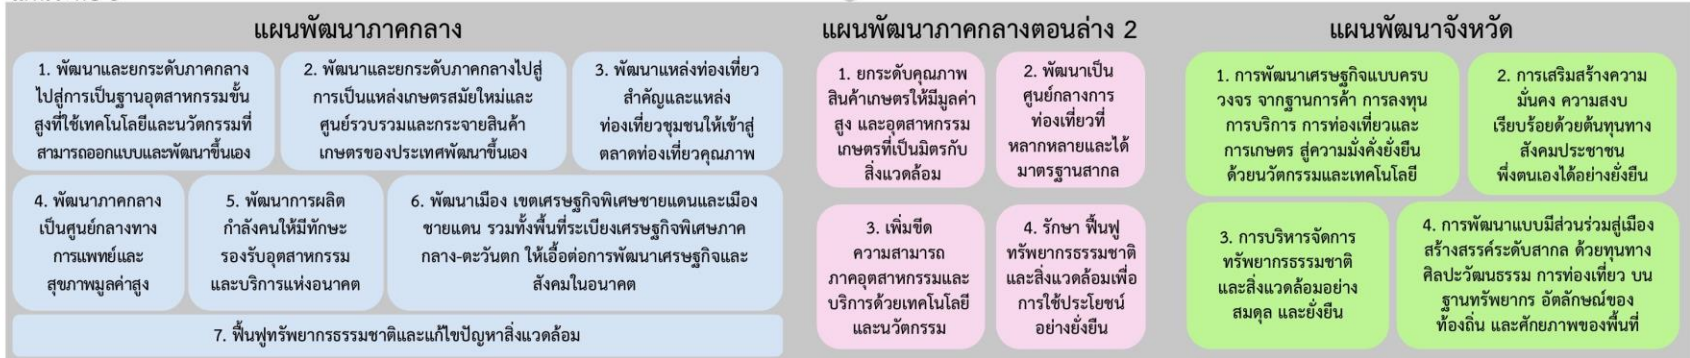 แผนพัฒนาภาคกลาง
1. พัฒนาและยกระดับภาคกลาง
ไปสู่การเป็นฐานอุตสาหกรรมขั้น
สูงที่ใช้เทคโนโลยีและนวัตกรรมที่
สามารถออกแบบและพัฒนาขึ้นเอง
2. พัฒนาและยกระดับภาคกลางไปสู่
การเป็นแหล่งเกษตรสมัยใหม่และ
ศูนย์รวบรวมและกระจายสินค้า
เกษตรของประเทศพัฒนาขึ้นเอง
3. พัฒนาแหล่งท่องเที่ยว
สำคัญและแหล่ง
ท่องเที่ยวชุมชนให้เข้าสู่
ตลาดท่องเที่ยวคุณภาพ
4. พัฒนาภาคกลาง
เป็นศูนย์กลางทาง
การแพทย์และ
สุขภาพมูลค่าสูง
5. พัฒนาการผลิต
กำลังคนให้มีทักษะ
รองรับอุตสาหกรรม
และบริการแห่งอนาคต
6. พัฒนาเมือง เขตเศรษฐกิจพิเศษชายแดนและเมือง
ชายแดน รวมทั้งพื้นที่ระเบียงเศรษฐกิจพิเศษภาค
กลาง-ตะวันตก ให้เอื้อต่อการพัฒนาเศรษฐกิจและ
สังคมในอนาคต
7. ฟื้นฟูทรัพยากรธรรมชาติและแก้ไขปัญหาสิ่งแวดล้อม
แผนพัฒนาภาคกลางตอนล่าง 2
1. ยกระดับคุณภาพ
สินค้าเกษตรให้มีมูลค่า
สูง และอุตสาหกรรม
เกษตรที่เป็นมิตรกับ
สิ่งแวดล้อม
2. พัฒนาเป็น
ศูนย์กลางการ
ท่องเที่ยวที่
หลากหลายและได้
มาตรฐานสากล
3. เพิ่มขีด
ความสามารถ
ภาคอุตสาหกรรมและ
บริการด้วยเทคโนโลยี
และนวัตกรรม
4. รักษา ฟื้นฟู
ทรัพยากรธรรมชาติ
และสิ่งแวดล้อมเพื่อ
การใช้ประโยชน์
อย่างยั่งยืน
แผนพัฒนาจังหวัด
1. การพัฒนาเศรษฐกิจแบบครบ
วงจร จากฐานการค้า การลงทุน
การบริการ การท่องเที่ยวและ
การเกษตร สู่ความมั่งคั่งยั่งยืน
ด้วยนวัตกรรมและเทคโนโลยี
2. การเสริมสร้างความ
มั่นคง ความสงบ
เรียบร้อยด้วยต้นทุนทาง
สังคมประชาชน
พึ่งตนเองได้อย่างยั่งยืน
3. การบริหารจัดการ
ทรัพยากรธรรมชาติ
และสิ่งแวดล้อมอย่าง
สมดุล และยั่งยืน
4. การพัฒนาแบบมีส่วนร่วมสู่เมือง
สร้างสรรค์ระดับสากล ด้วยทุนทาง
ศิลปะวัฒนธรรม การท่องเที่ยว บน
ฐานทรัพยากร อัตลักษณ์ของ
ท้องถิ่น และศักยภาพของพื้นที่